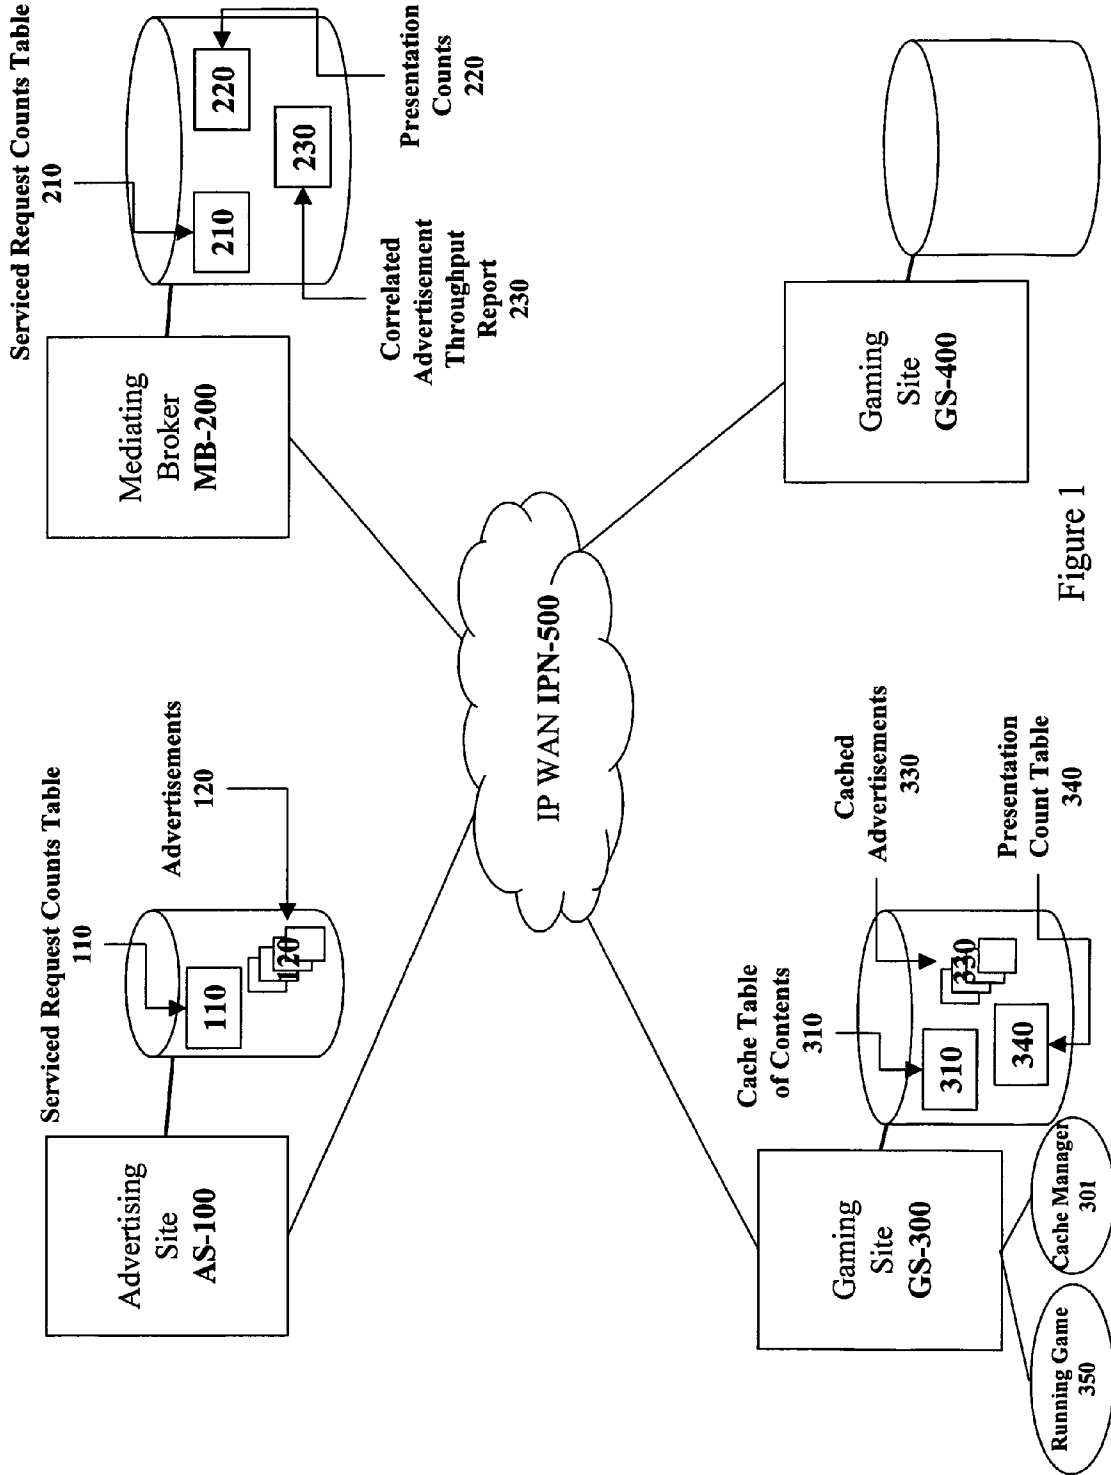 Serviced Request Counts Table
110
Advertising
Site
AS-100
110
120
Advertisements
120
Serviced Request Counts Table
210
Mediating
Broker
MB-200
210
220
230
Correlated
Advertisement
Throughput
Report
230
Presentation
Counts
220
IP WAN IPN-500
Cache Table
of Contents
310
Cached
Advertisements
330
Gaming
Site
GS-300
310
330
340
Presentation
Count Table
340
Running Game
350
Cache Manager
301
Gaming
Site
GS-400
Figure 1